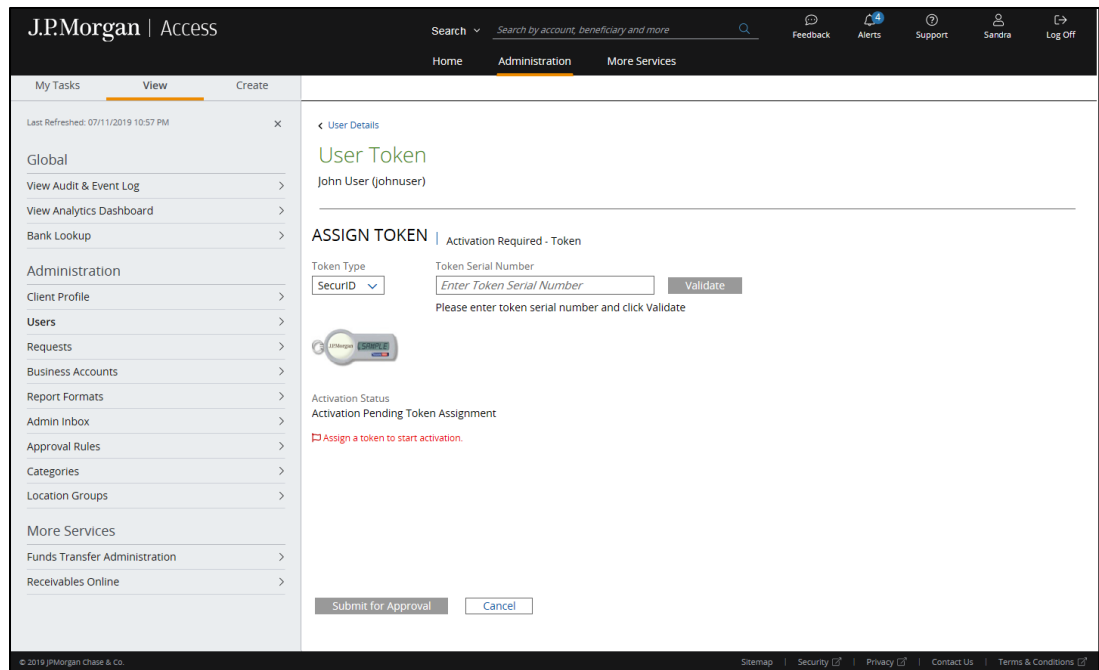 J.P.Morgan | Access
Search
Search by account, beneficiary and more
Feedback
4
Alerts
Support
Sandra
Log Off
Home
Administration
More Services
My Tasks
View
Create
Last Refreshed: 07/11/2019 10:57 PM
Global
View Audit & Event Log
View Analytics Dashboard
Bank Lookup
Administration
Client Profile
Users
Requests
Business Accounts
Report Formats
Admin Inbox
Approval Rules
Categories
Location Groups
More Services
Funds Transfer Administration
Receivables Online
User Details
User Token
John User (johnuser)
ASSIGN TOKEN | Activation Required - Token
Token Type
Token Serial Number
SecurID
Enter Token Serial Number
Validate
Please enter token serial number and click Validate
J.P.Morgan
SAMPLE
Activation Status
Activation Pending Token Assignment
Assign a token to start activation.
Submit for Approval
Cancel
© 2019 JPMorgan Chase & Co.
Sitemap | Security | Privacy | Contact Us | Terms & Conditions